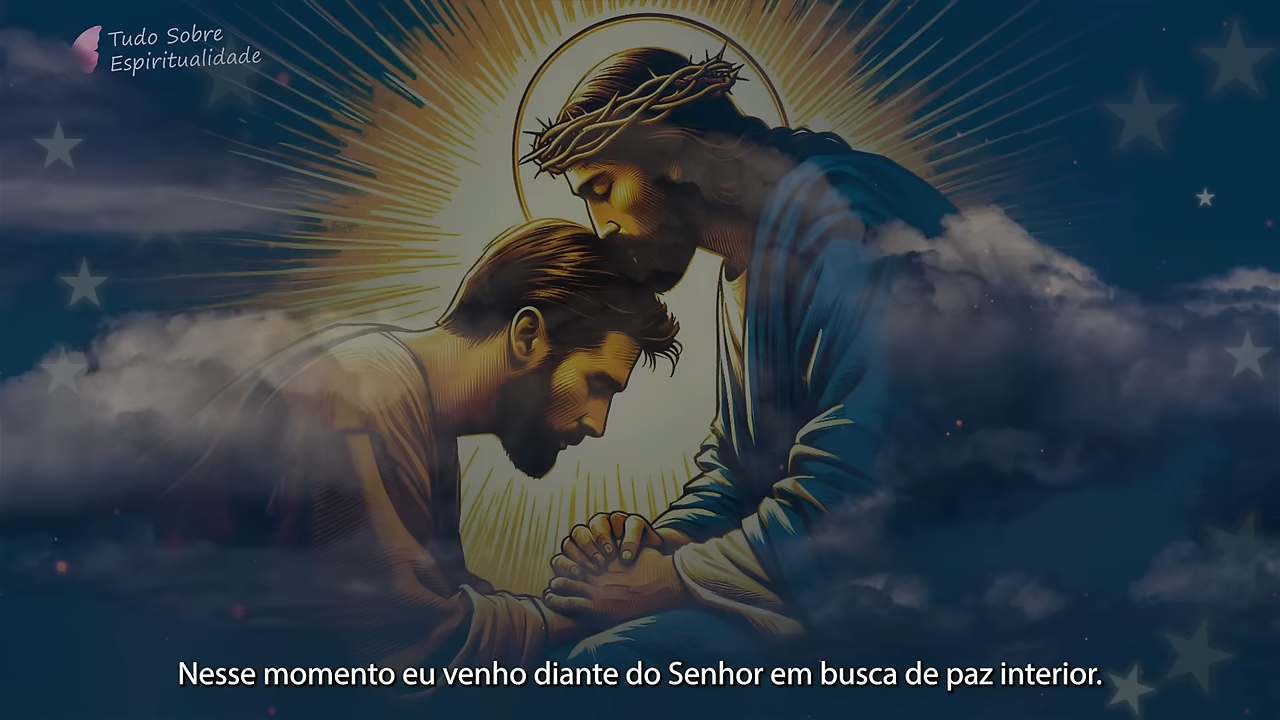 Tudo Sobre
Espiritualidade
Nesse momento eu venho diante do Senhor em busca de paz interior.